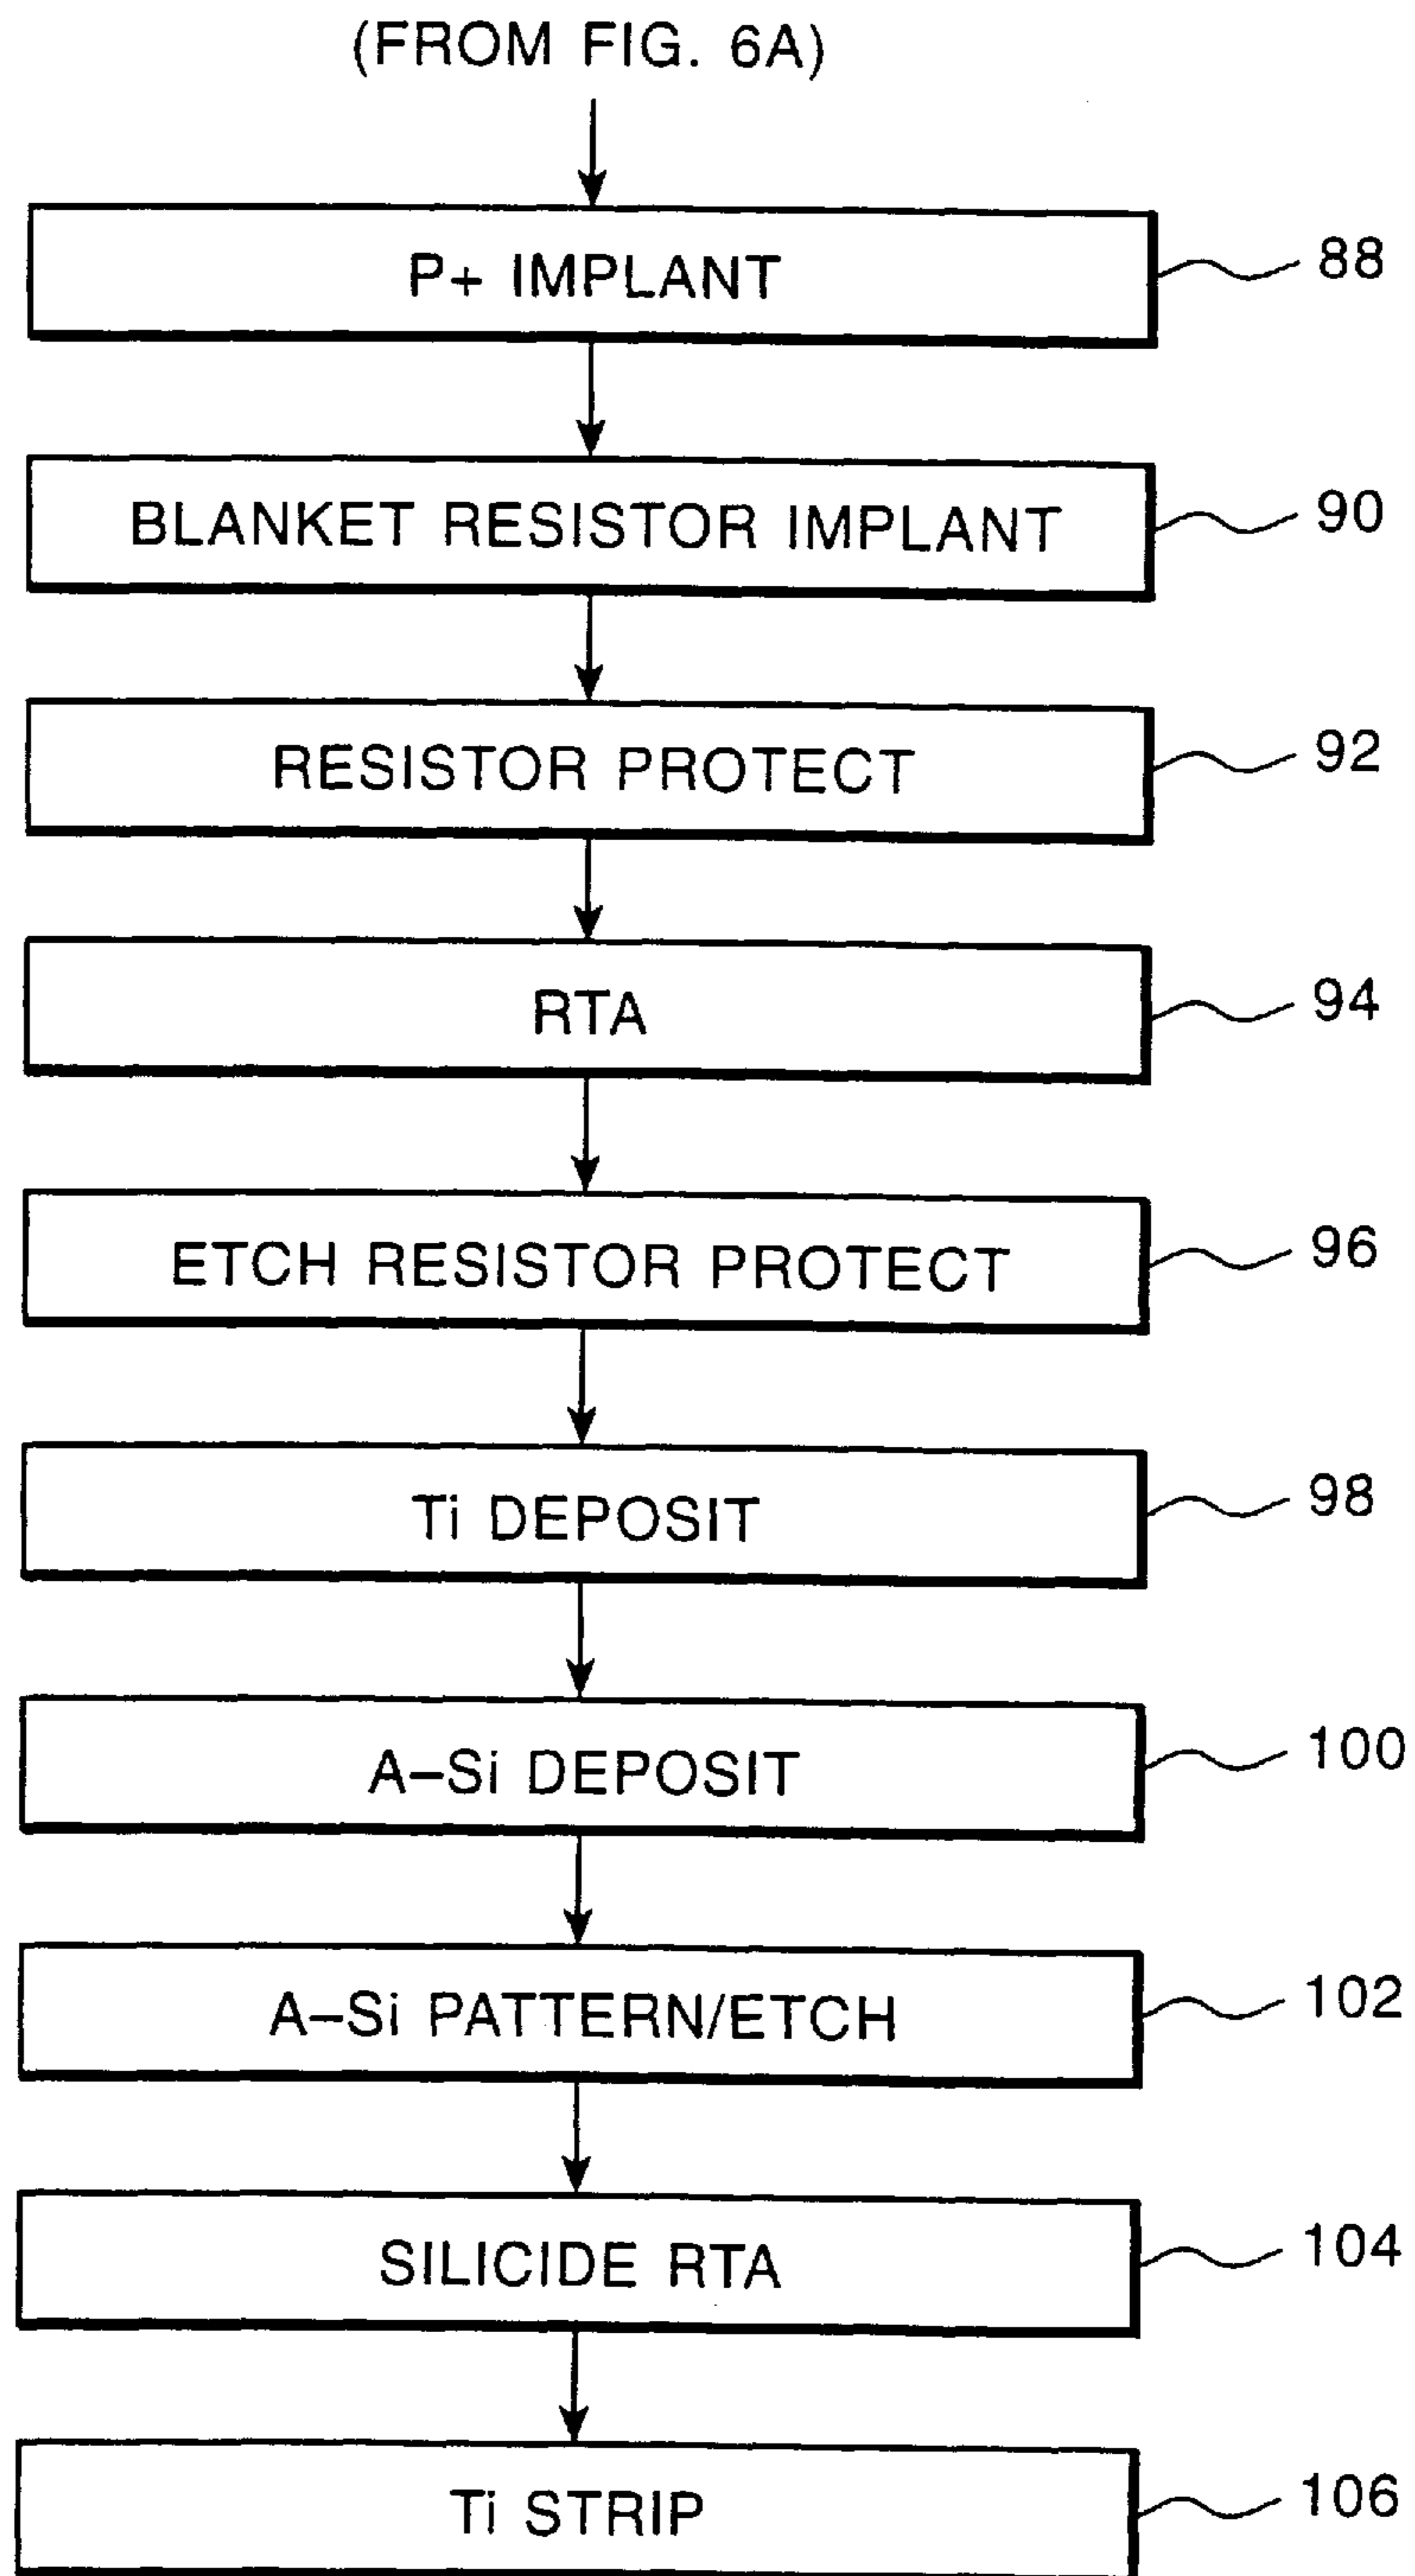 (FROM FIG. 6A)
P+ IMPLANT 88
BLANKET RESISTOR IMPLANT 90
RESISTOR PROTECT 92
RTA 94
ETCH RESISTOR PROTECT 96
Ti DEPOSIT 98
A–Si DEPOSIT 100
A–Si PATTERN/ETCH 102
SILICIDE RTA 104
Ti STRIP 106